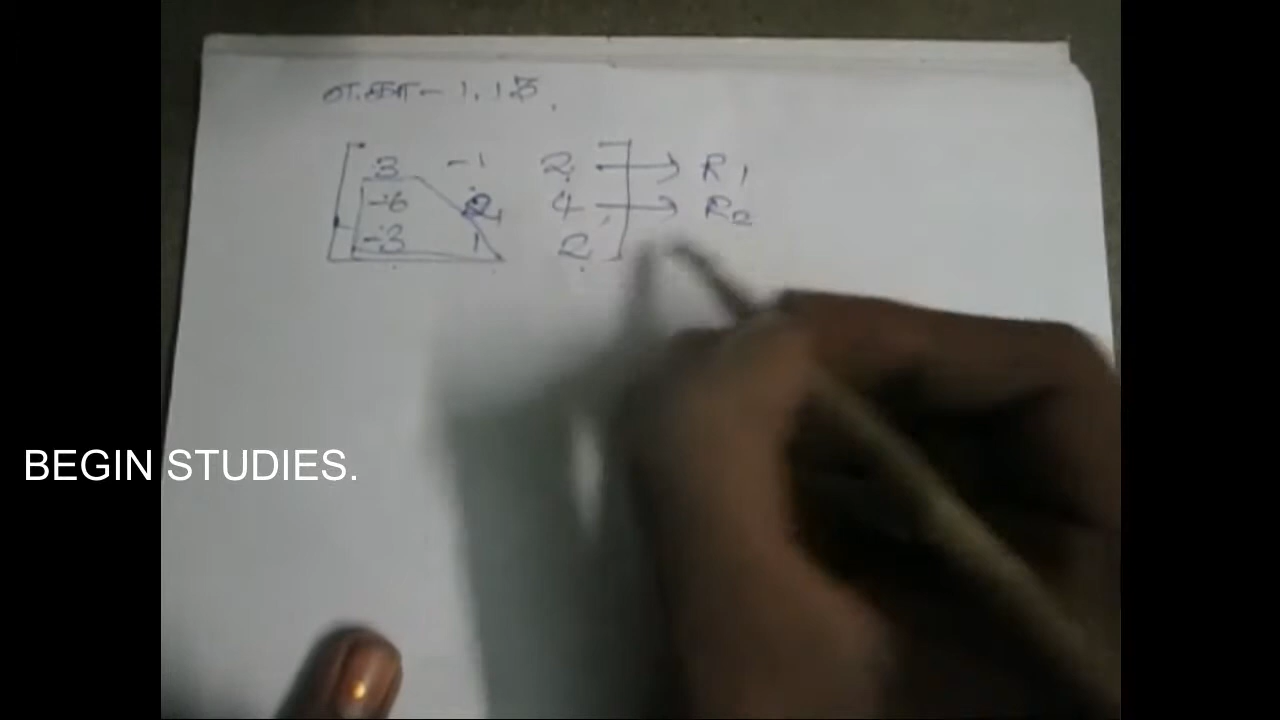 எ.கா - 1.13.
3 -1 2 → R1
-6 2 4 → R2
-3 1 2
BEGIN STUDIES.